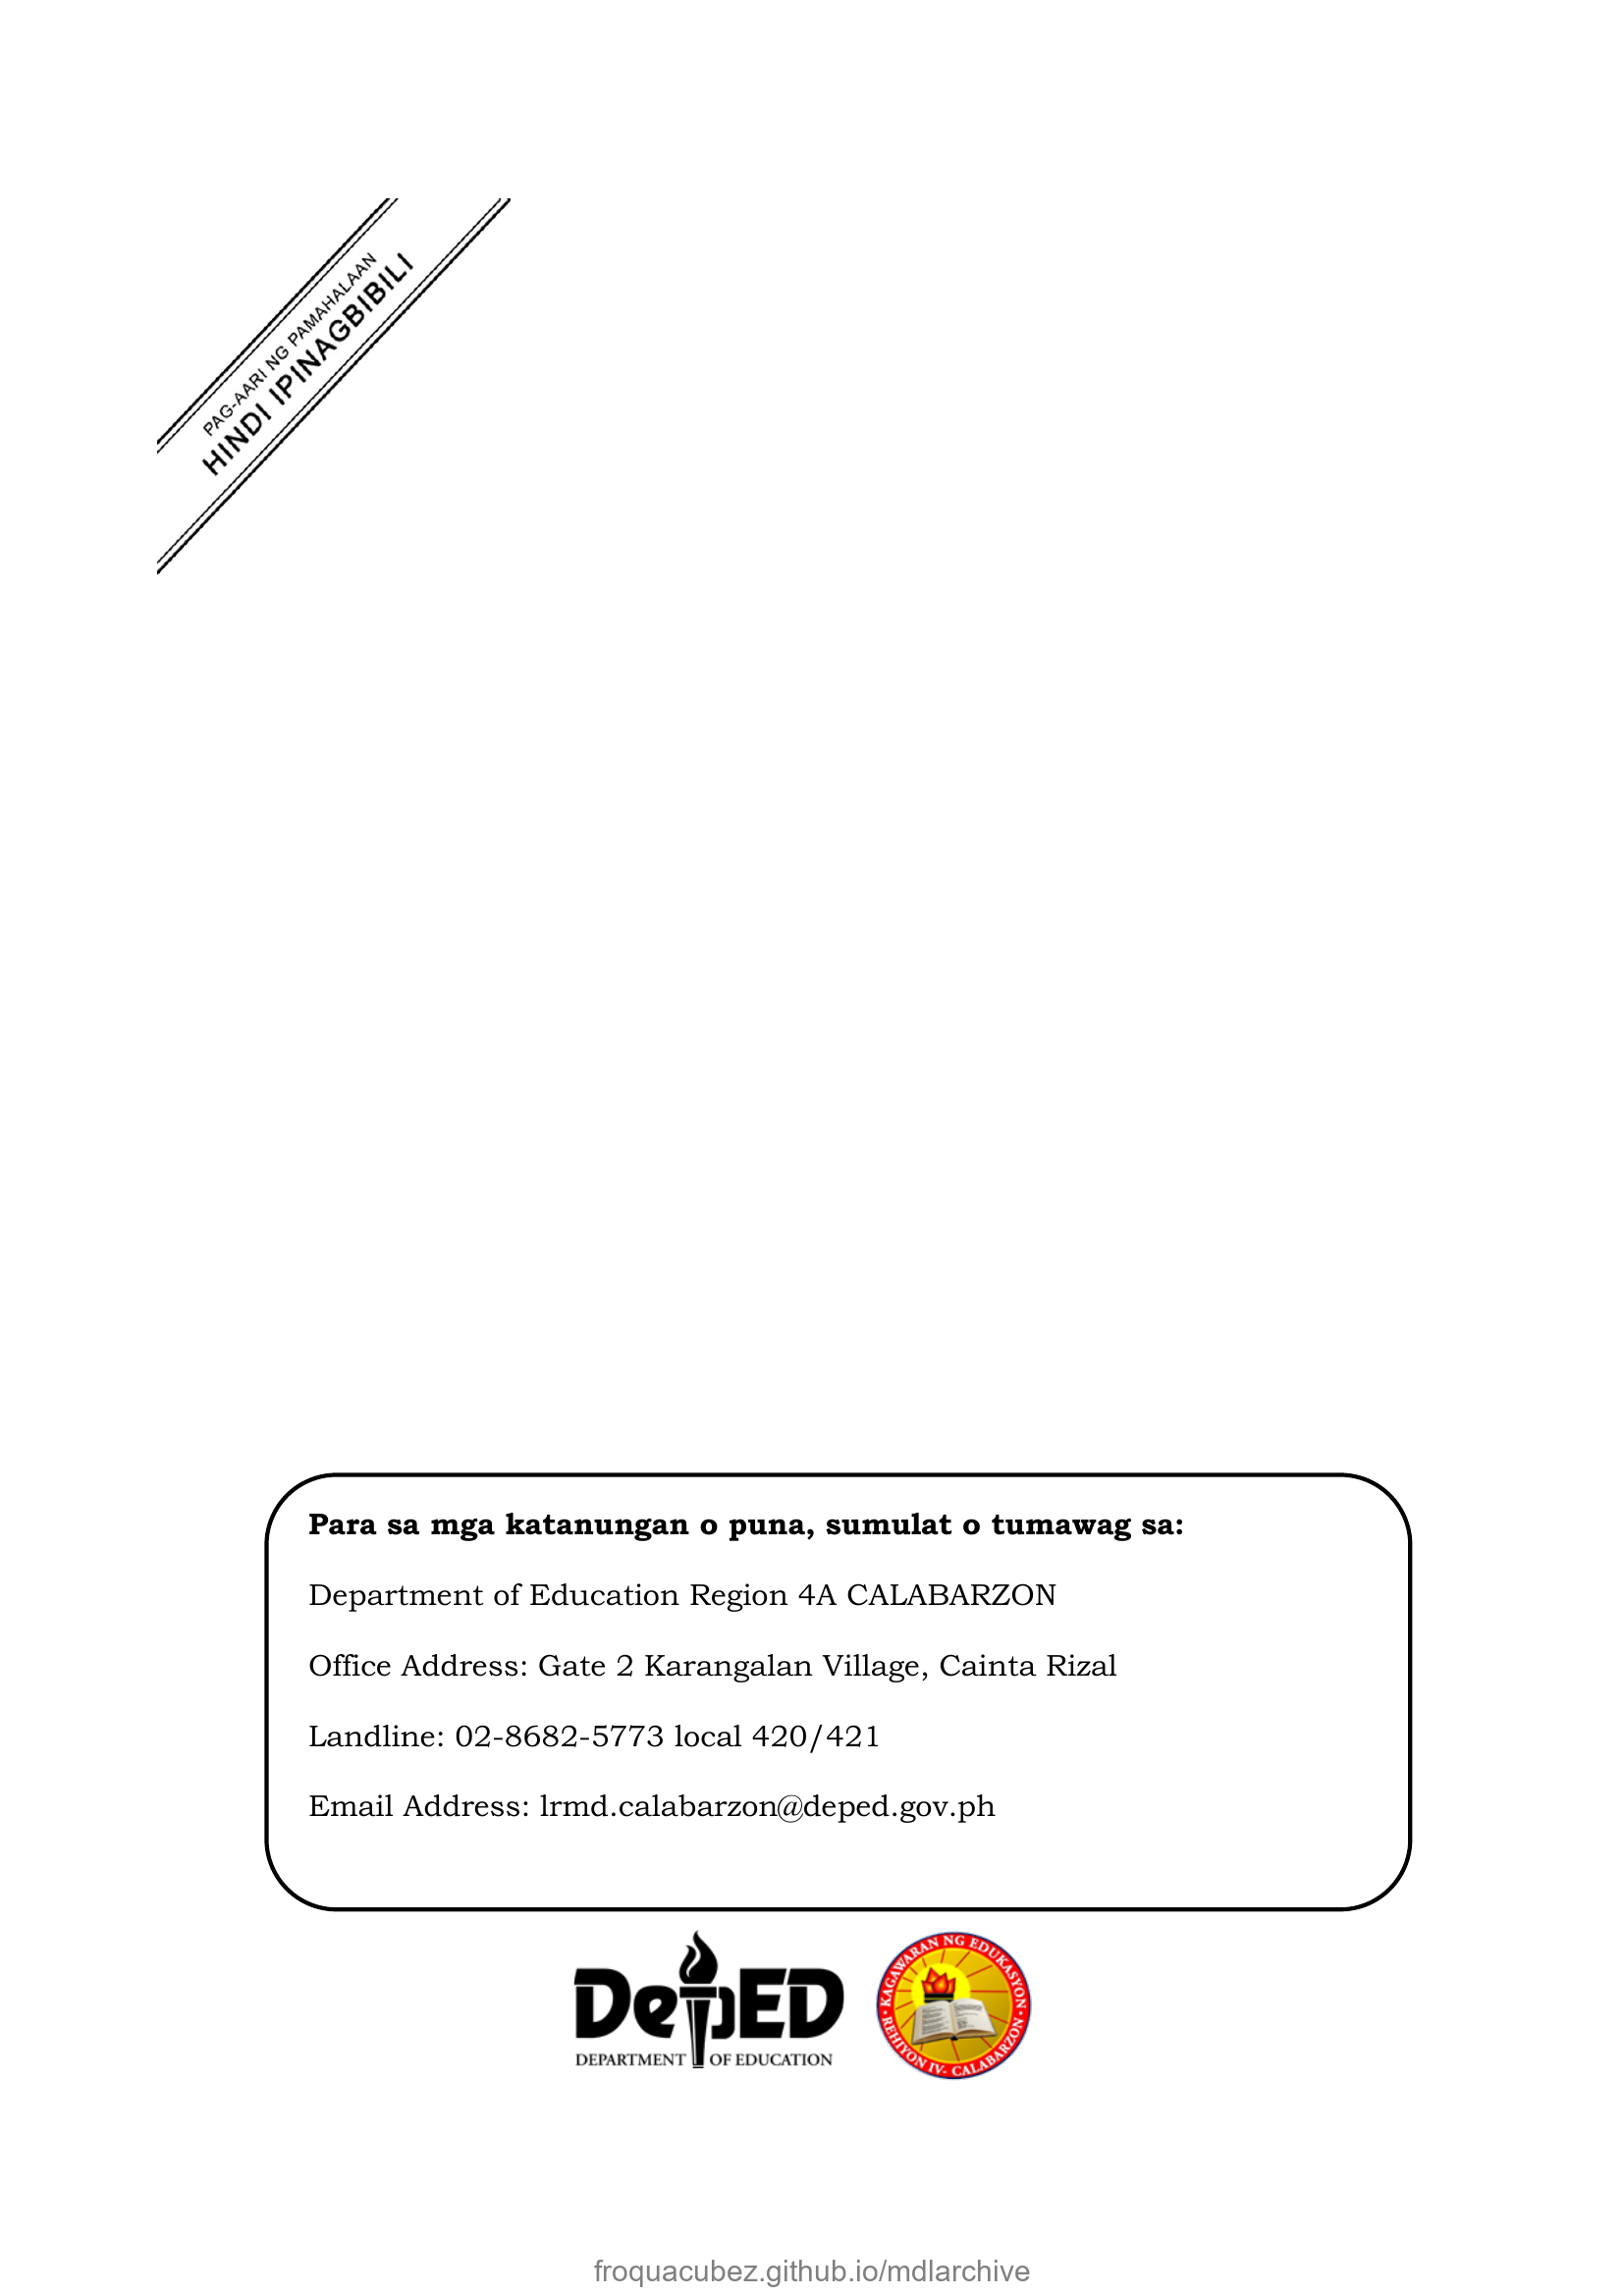 PAG-AARI NG PAMAHALAAN
HINDI IPINAGBIBILI
Para sa mga katanungan o puna, sumulat o tumawag sa:
Department of Education Region 4A CALABARZON
Office Address: Gate 2 Karangalan Village, Cainta Rizal
Landline: 02-8682-5773 local 420/421
Email Address: lrmd.calabarzon@deped.gov.ph
DepED
DEPARTMENT OF EDUCATION
KAGAWARAN NG EDUKASYON
REHIYON IV- CALABARZON
froquacubez.github.io/mdlarchive